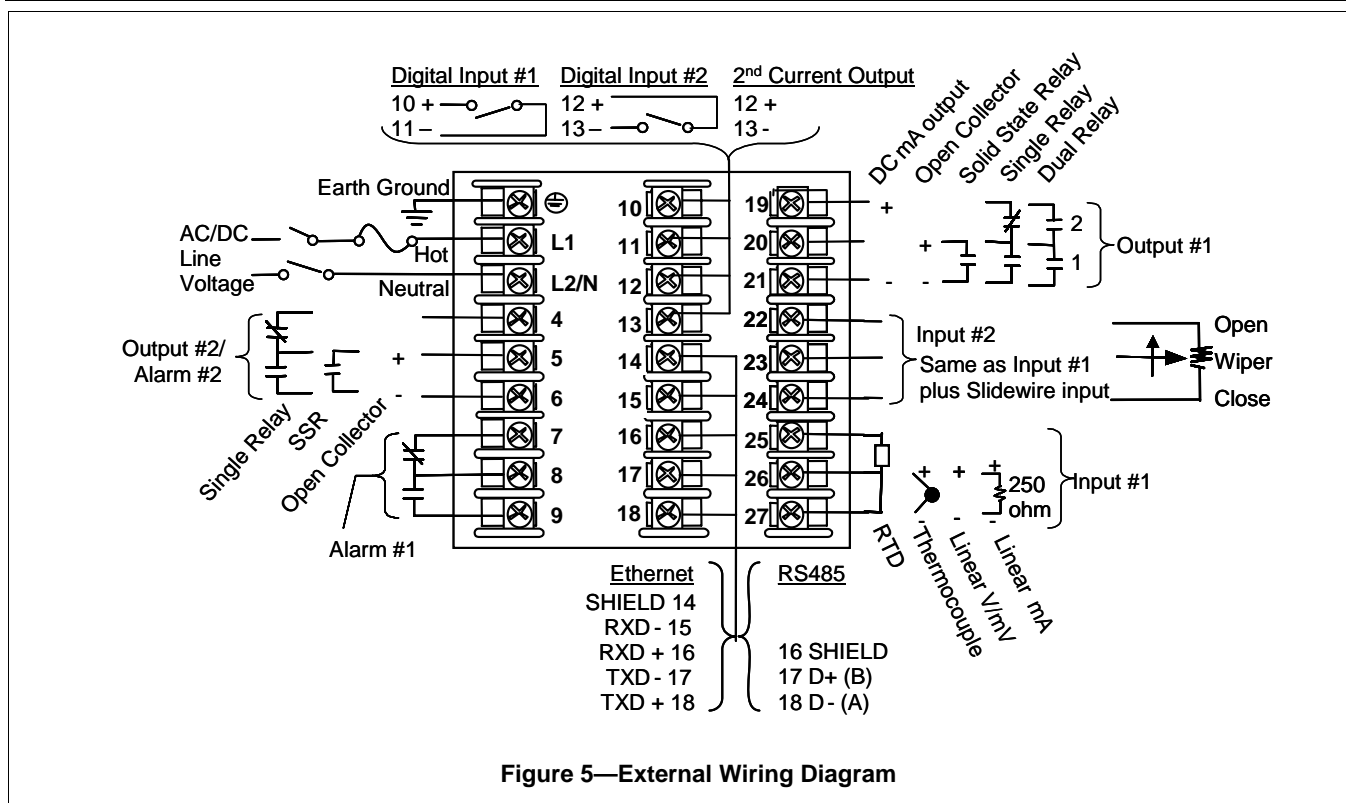 Digital Input #1
10 +
11 –
Digital Input #2
12 +
13 –
2nd Current Output
12 +
13 -
DC mA output
Open Collector
Solid State Relay
Single Relay
Dual Relay
Earth Ground
AC/DC
Line
Voltage
Hot
Neutral
L1
L2/N
4
5
6
7
8
9
10
11
12
13
14
15
16
17
18
19
20
21
22
23
24
25
26
27
+
-
+
-
2
1
Output #1
Output #2/
Alarm #2
+
-
Single Relay
SSR
Open Collector
Alarm #1
Input #2
Same as Input #1
plus Slidewire input
Open
Wiper
Close
+
-
+
-
+
-
250
ohm
Input #1
RTD
Thermocouple
Linear V/mV
Linear mA
Ethernet
SHIELD 14
RXD - 15
RXD + 16
TXD - 17
TXD + 18
RS485
16 SHIELD
17 D+ (B)
18 D - (A)
Figure 5—External Wiring Diagram